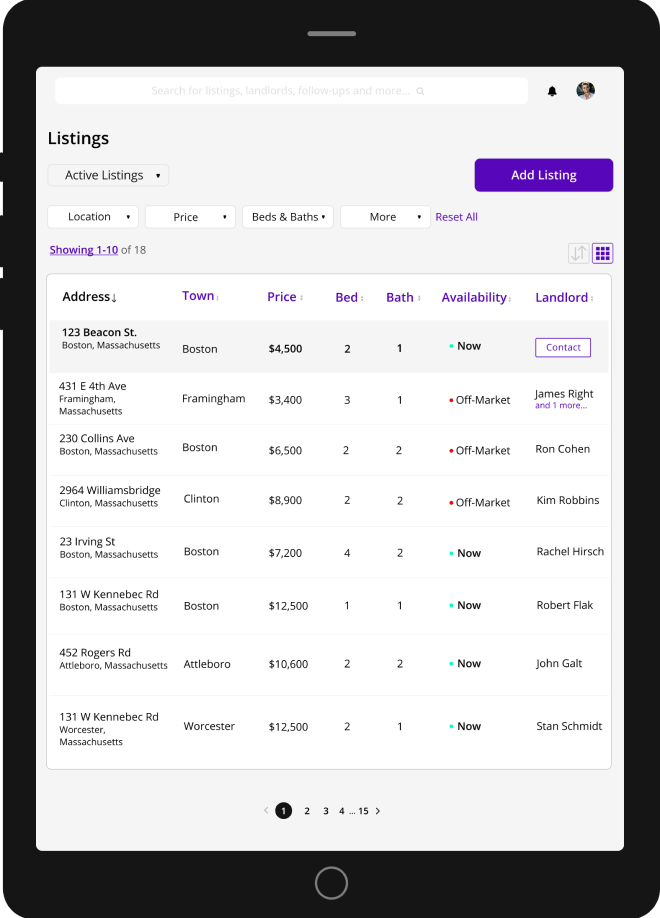 Search for listings, landlords, follow-ups and more...
Listings
Active Listings
Add Listing
Location
Price
Beds & Baths
More
Reset All
Showing 1-10 of 18
Address↓ Town Price Bed Bath Availability Landlord
123 Beacon St.
Boston, Massachusetts
Boston $4,500 2 1 Now Contact
431 E 4th Ave
Framingham,
Massachusetts
Framingham $3,400 3 1 Off-Market James Right
and 1 more...
230 Collins Ave
Boston, Massachusetts
Boston $6,500 2 2 Off-Market Ron Cohen
2964 Williamsbridge
Clinton, Massachusetts
Clinton $8,900 2 2 Off-Market Kim Robbins
23 Irving St
Boston, Massachusetts
Boston $7,200 4 2 Now Rachel Hirsch
131 W Kennebec Rd
Boston, Massachusetts
Boston $12,500 1 1 Now Robert Flak
452 Rogers Rd
Attleboro, Massachusetts
Attleboro $10,600 2 2 Now John Galt
131 W Kennebec Rd
Worcester,
Massachusetts
Worcester $12,500 2 1 Now Stan Schmidt
< 1 2 3 4 ... 15 >